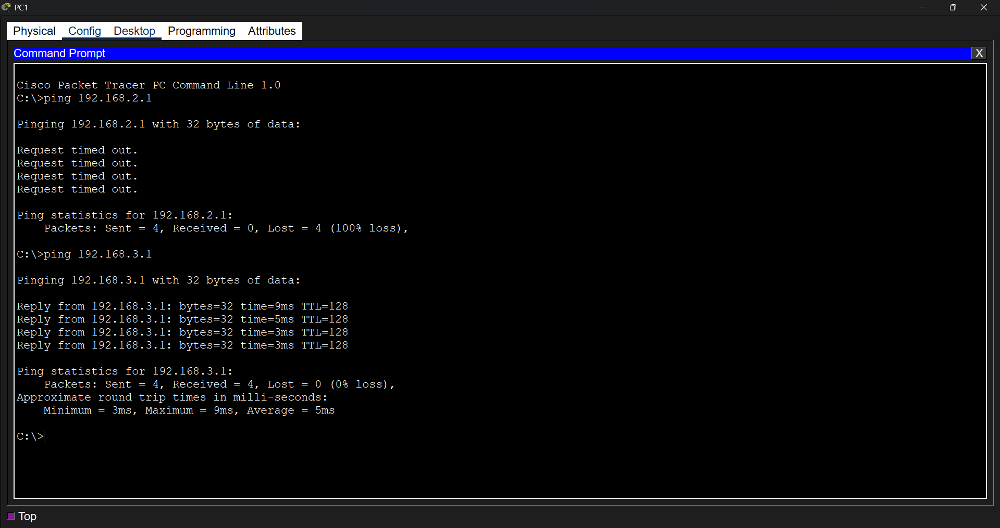 PC1
Physical Config Desktop Programming Attributes
Command Prompt X
Cisco Packet Tracer PC Command Line 1.0
C:\>ping 192.168.2.1
Pinging 192.168.2.1 with 32 bytes of data:
Request timed out.
Request timed out.
Request timed out.
Request timed out.
Ping statistics for 192.168.2.1:
    Packets: Sent = 4, Received = 0, Lost = 4 (100% loss),
C:\>ping 192.168.3.1
Pinging 192.168.3.1 with 32 bytes of data:
Reply from 192.168.3.1: bytes=32 time=9ms TTL=128
Reply from 192.168.3.1: bytes=32 time=5ms TTL=128
Reply from 192.168.3.1: bytes=32 time=3ms TTL=128
Reply from 192.168.3.1: bytes=32 time=3ms TTL=128
Ping statistics for 192.168.3.1:
    Packets: Sent = 4, Received = 4, Lost = 0 (0% loss),
Approximate round trip times in milli-seconds:
    Minimum = 3ms, Maximum = 9ms, Average = 5ms
C:\>
Top